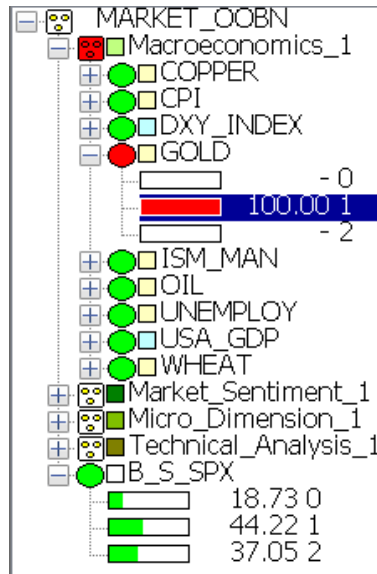 MARKET_OOBN
Macroeconomics_1
COPPER
CPI
DXY_INDEX
GOLD
- 0
100.00 1
- 2
ISM_MAN
OIL
UNEMPLOY
USA_GDP
WHEAT
Market_Sentiment_1
Micro_Dimension_1
Technical_Analysis_1
B_S_SPX
18.73 0
44.22 1
37.05 2